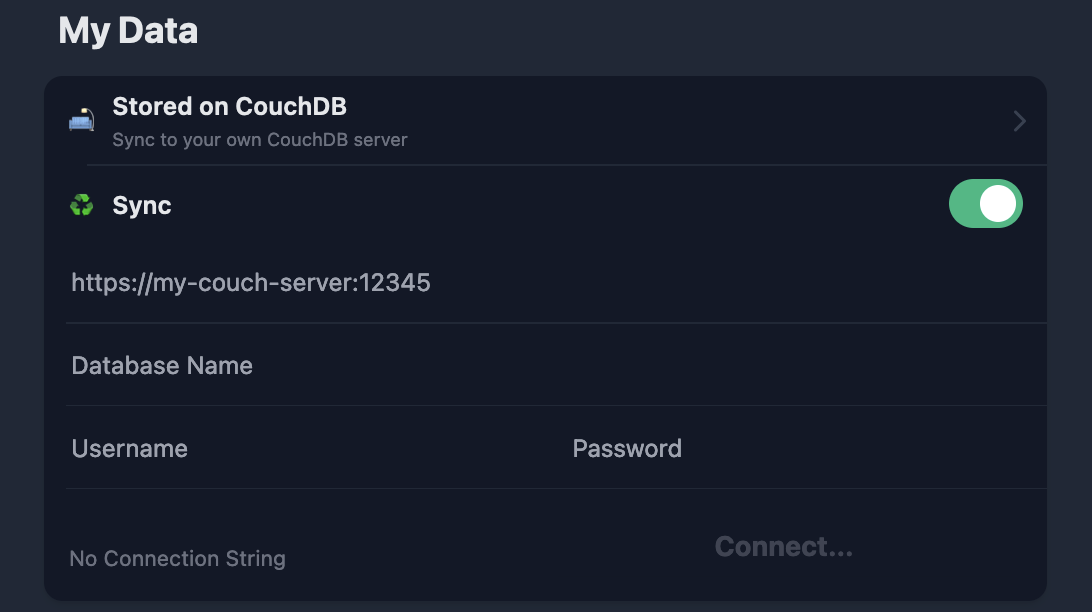 My Data
Stored on CouchDB
Sync to your own CouchDB server
Sync
https://my-couch-server:12345
Database Name
Username Password
No Connection String Connect...